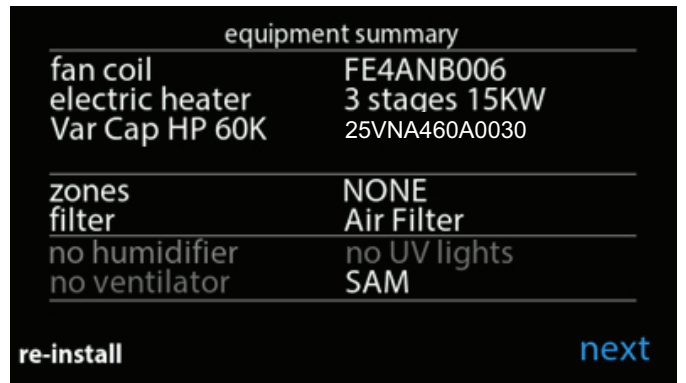 equipment summary
fan coil FE4ANB006
electric heater 3 stages 15KW
Var Cap HP 60K 25VNA460A0030
zones NONE
filter Air Filter
no humidifier no UV lights
no ventilator SAM
re-install next